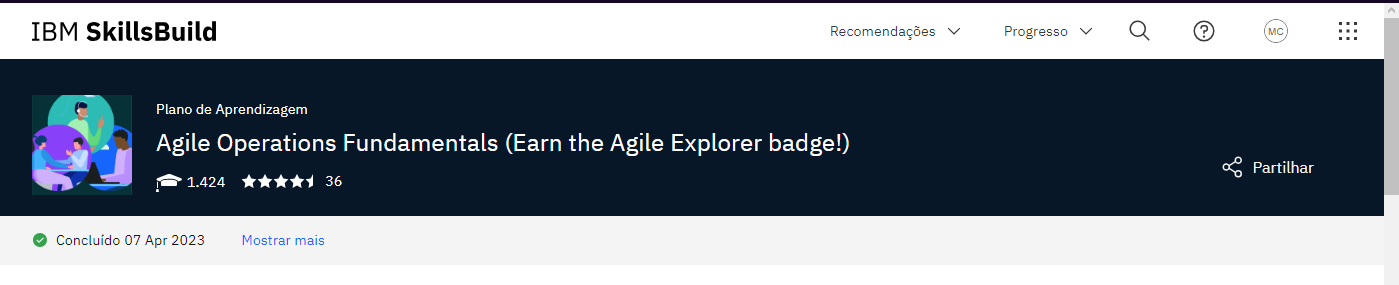 IBM SkillsBuild
Recomendações
Progresso
MC
Plano de Aprendizagem
Agile Operations Fundamentals (Earn the Agile Explorer badge!)
1.424
36
Partilhar
Concluído 07 Apr 2023
Mostrar mais